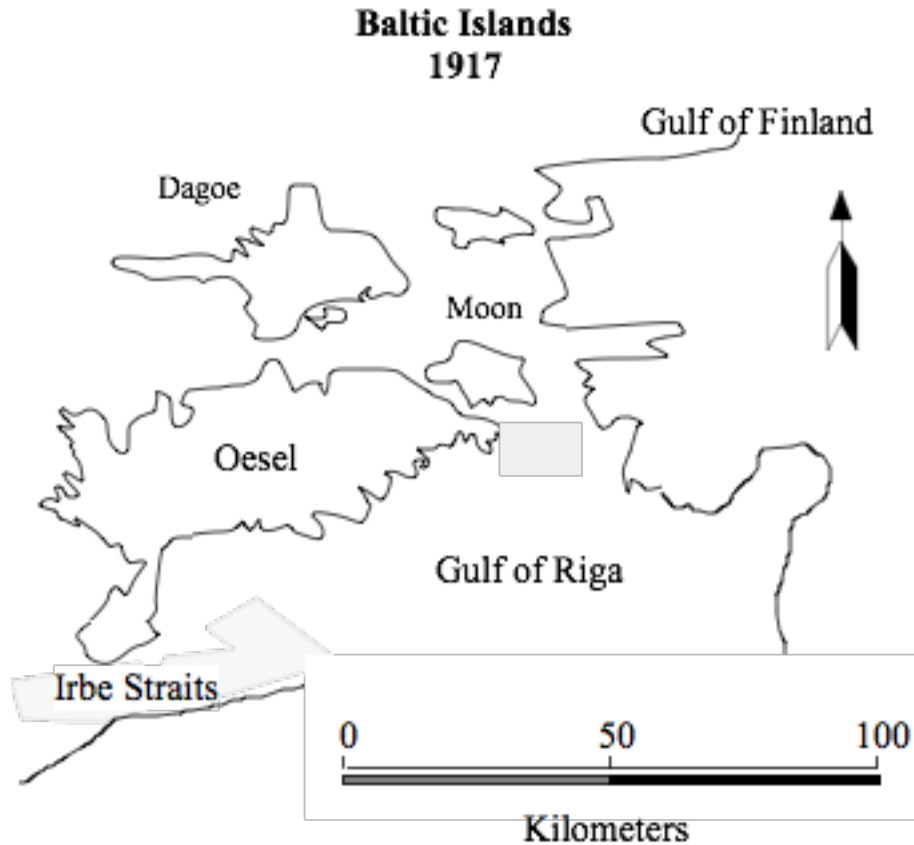 Baltic Islands
1917
Gulf of Finland
Dagoe
Moon
Oesel
Gulf of Riga
Irbe Straits
0 50 100
Kilometers